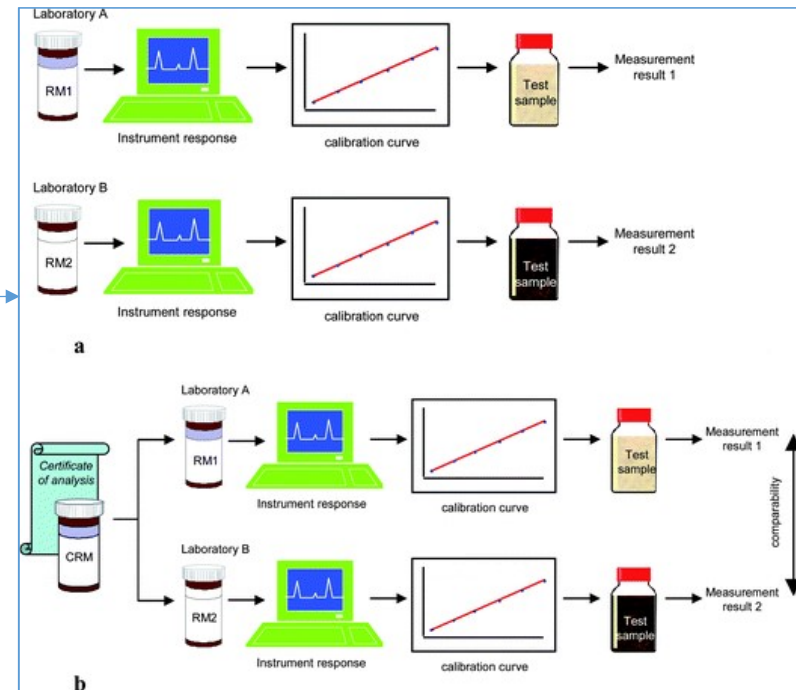 Laboratory A
RM1
Instrument response
calibration curve
Test
sample
Measurement
result 1
Laboratory B
RM2
Instrument response
calibration curve
Test
sample
Measurement
result 2
a
Certificate
of analysis
CRM
Laboratory A
RM1
Instrument response
calibration curve
Test
sample
Measurement
result 1
comparability
Laboratory B
RM2
Instrument response
calibration curve
Test
sample
Measurement
result 2
b